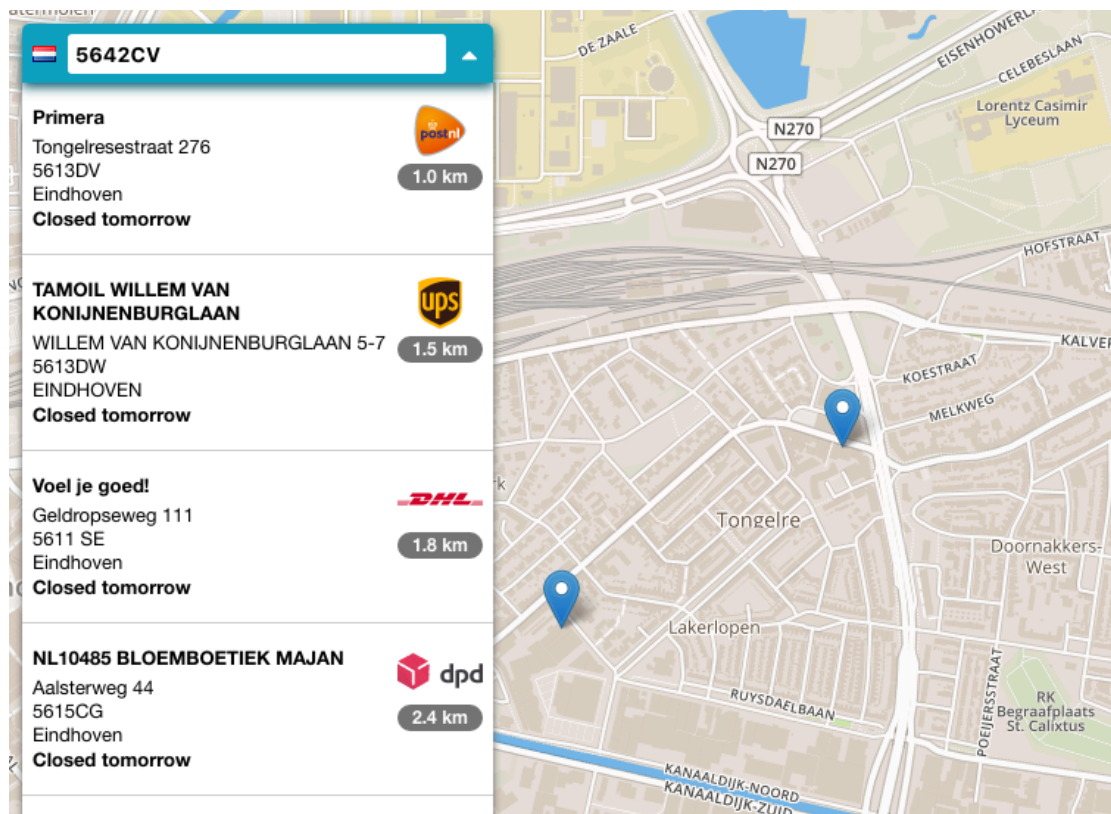 5642CV
Primera
Tongelresestraat 276
5613DV
Eindhoven
Closed tomorrow
postnl
1.0 km
TAMOIL WILLEM VAN
KONIJNENBURGLAAN
WILLEM VAN KONIJNENBURGLAAN 5-7
5613DW
EINDHOVEN
Closed tomorrow
ups
1.5 km
Voel je goed!
Geldropseweg 111
5611 SE
Eindhoven
Closed tomorrow
DHL
1.8 km
NL10485 BLOEMBOETIEK MAJAN
Aalsterweg 44
5615CG
Eindhoven
Closed tomorrow
dpd
2.4 km
DE ZAALE
EISENHOWERL
CELEBESLAAN
Lorentz Casimir
Lyceum
N270
N270
HOFSTRAAT
KALVER
KOESTRAAT
MELKWEG
Tongelre
Doornakkers-
West
Lakerlopen
RUYSDAELBAAN
POEIJERSSTRAAT
RK
Begraafplaats
St. Calixtus
KANAALDIJK-NOORD
KANAALDIJK-ZUID